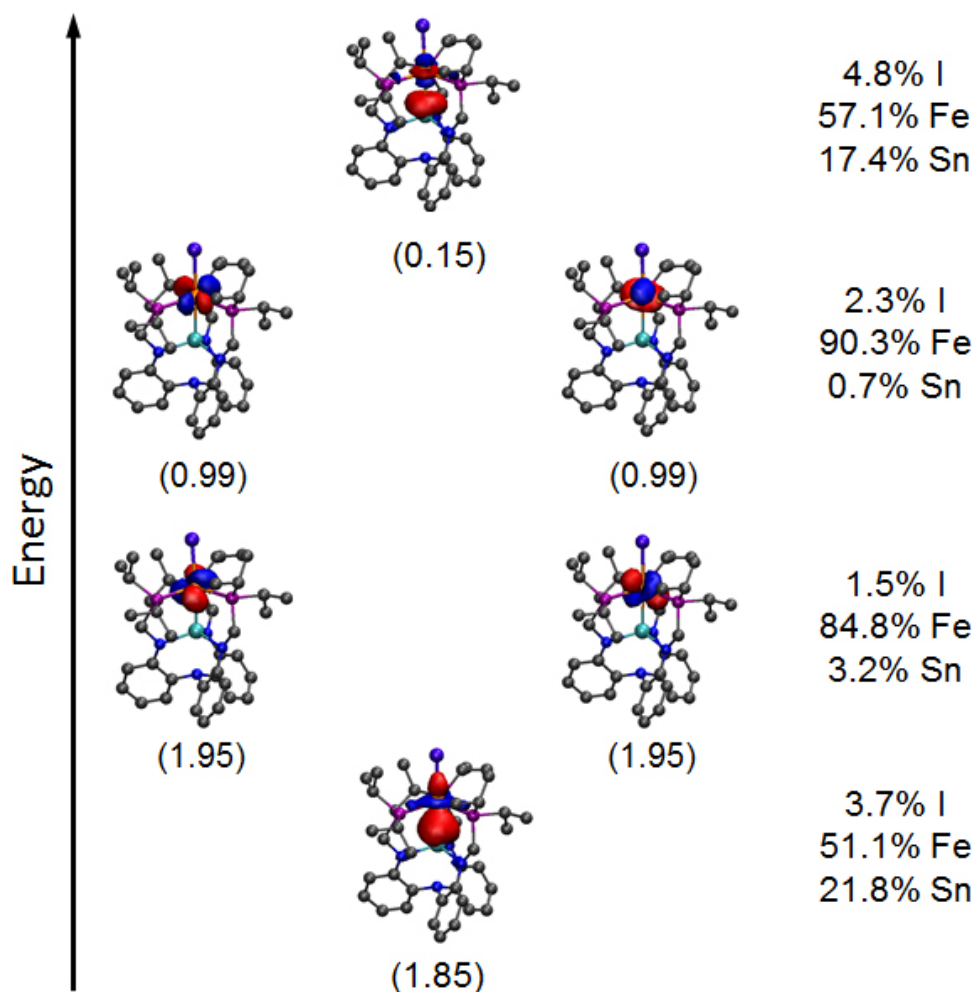 4.8% I
57.1% Fe
17.4% Sn
(0.15)
2.3% I
90.3% Fe
0.7% Sn
(0.99)
(0.99)
Energy
1.5% I
84.8% Fe
3.2% Sn
(1.95)
(1.95)
3.7% I
51.1% Fe
21.8% Sn
(1.85)